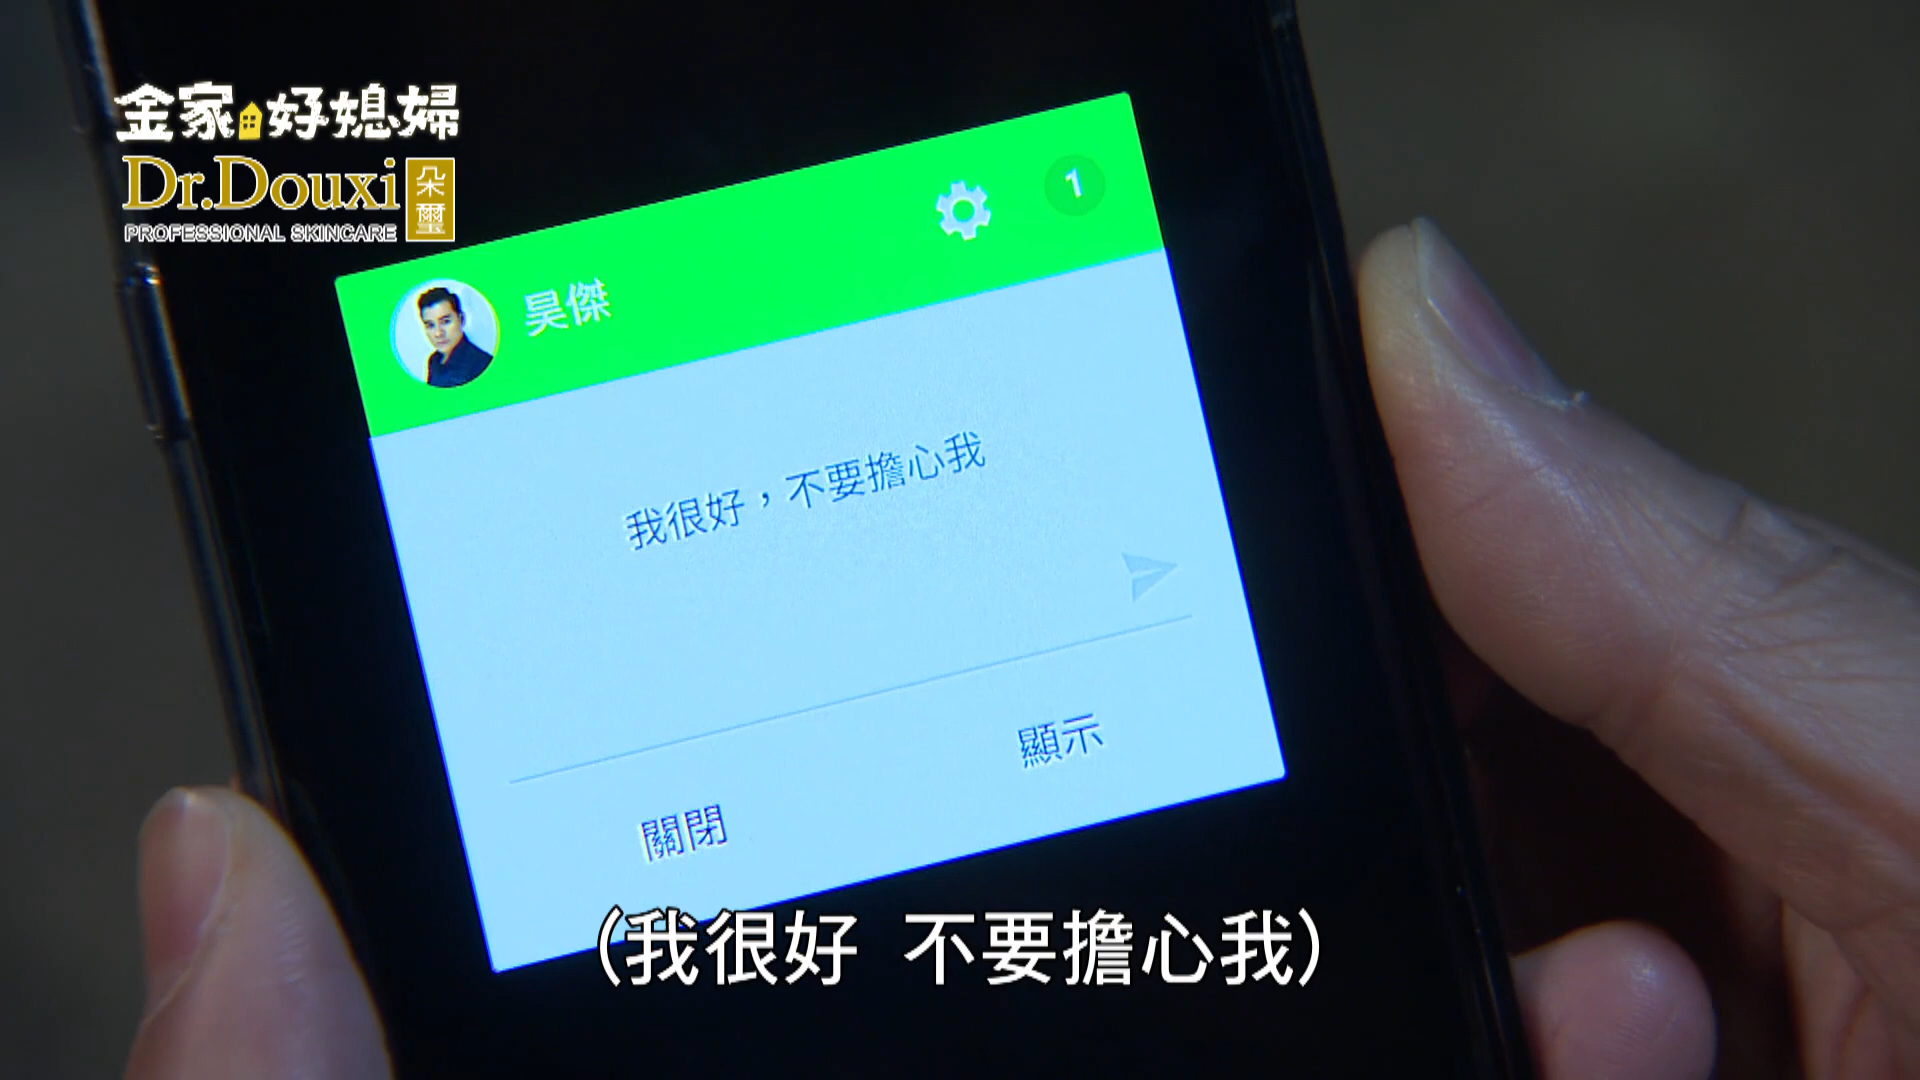 金家好媳婦
Dr.Douxi 朵璽
PROFESSIONAL SKINCARE
1
昊傑
我很好，不要擔心我
顯示
關閉
(我很好 不要擔心我)